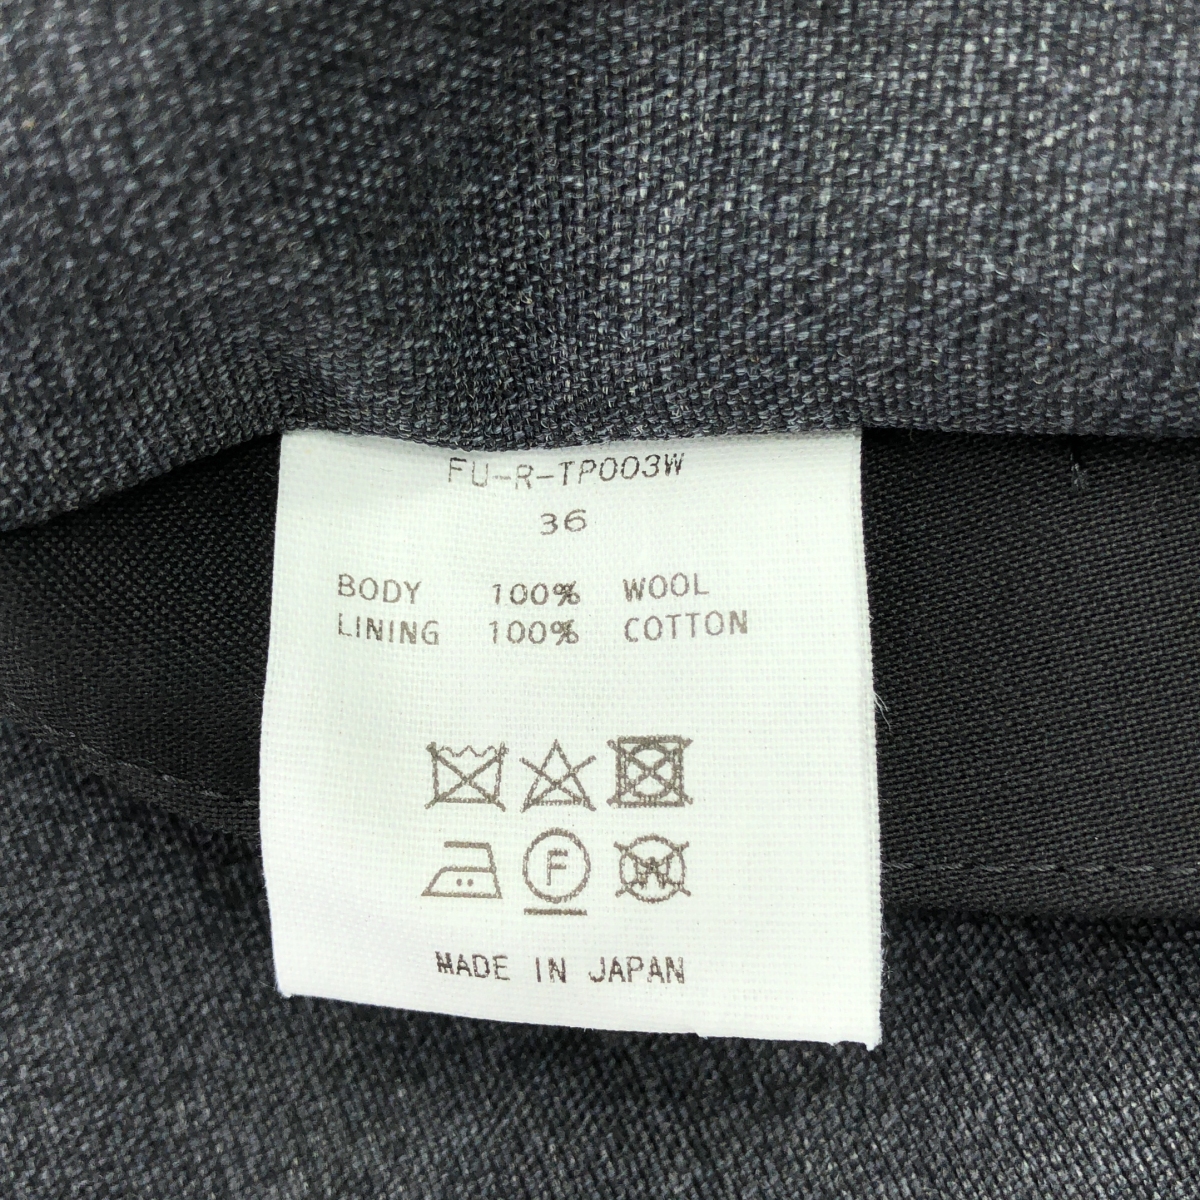 FU-R-TP003W
36
BODY 100% WOOL
LINING 100% COTTON
F W
MADE IN JAPAN